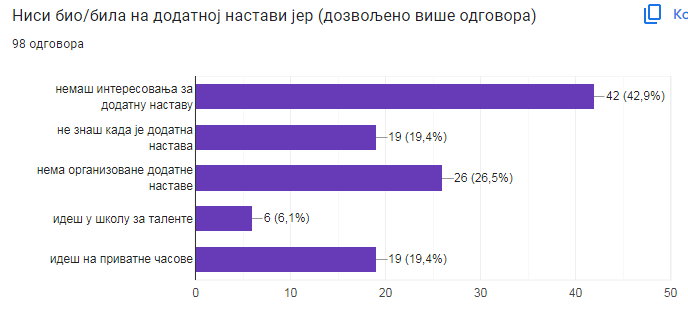 Ниси био/била на додатној настави јер (дозвољено више одговора)
Ко
98 одговора
немаш интересовања за
додатну наставу
42 (42,9%)
не знаш када је додатна
настава
19 (19,4%)
нема организоване додатне
наставе
26 (26,5%)
идеш у школу за таленте
6 (6,1%)
идеш на приватне часове
19 (19,4%)
0 10 20 30 40 50